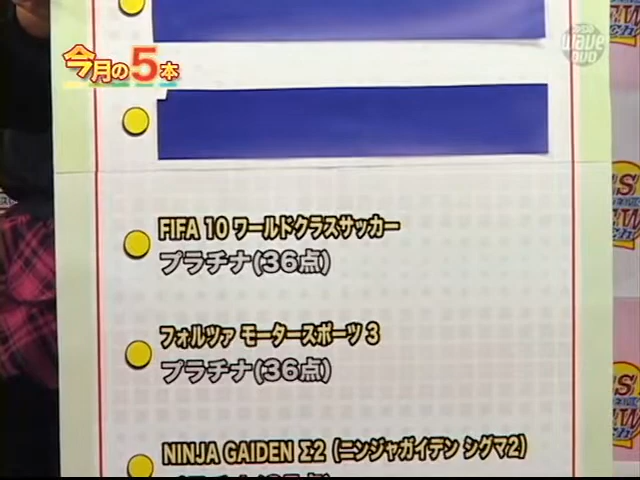 今月の5本
wave
DUO
FIFA 10 ワールドクラスサッカー
プラチナ(36点)
フォルツァ モータースポーツ 3
プラチナ(36点)
NINJA GAIDEN Σ2 (ニンジャガイデン シグマ2)